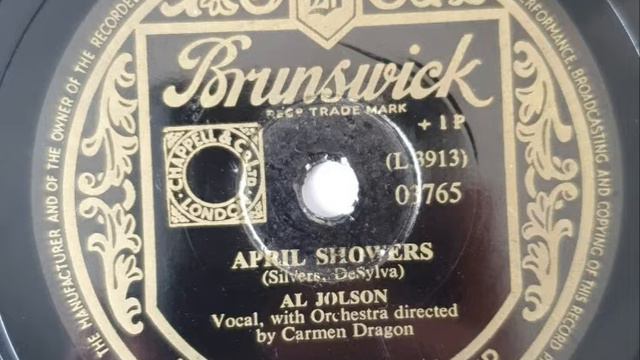 THE MANUFACTURER AND OF THE OWNER OF THE RECORDED
PERFORMANCE BROADCASTING AND COPYING OF THIS RECORD
Brunswick
REGD TRADE MARK
+ 1 P
CHAPPELL & Co LTD
LONDON
(L 3913)
03765
APRIL SHOWERS
(Silvers, DeSylva)
AL JOLSON
Vocal, with Orchestra directed
by Carmen Dragon